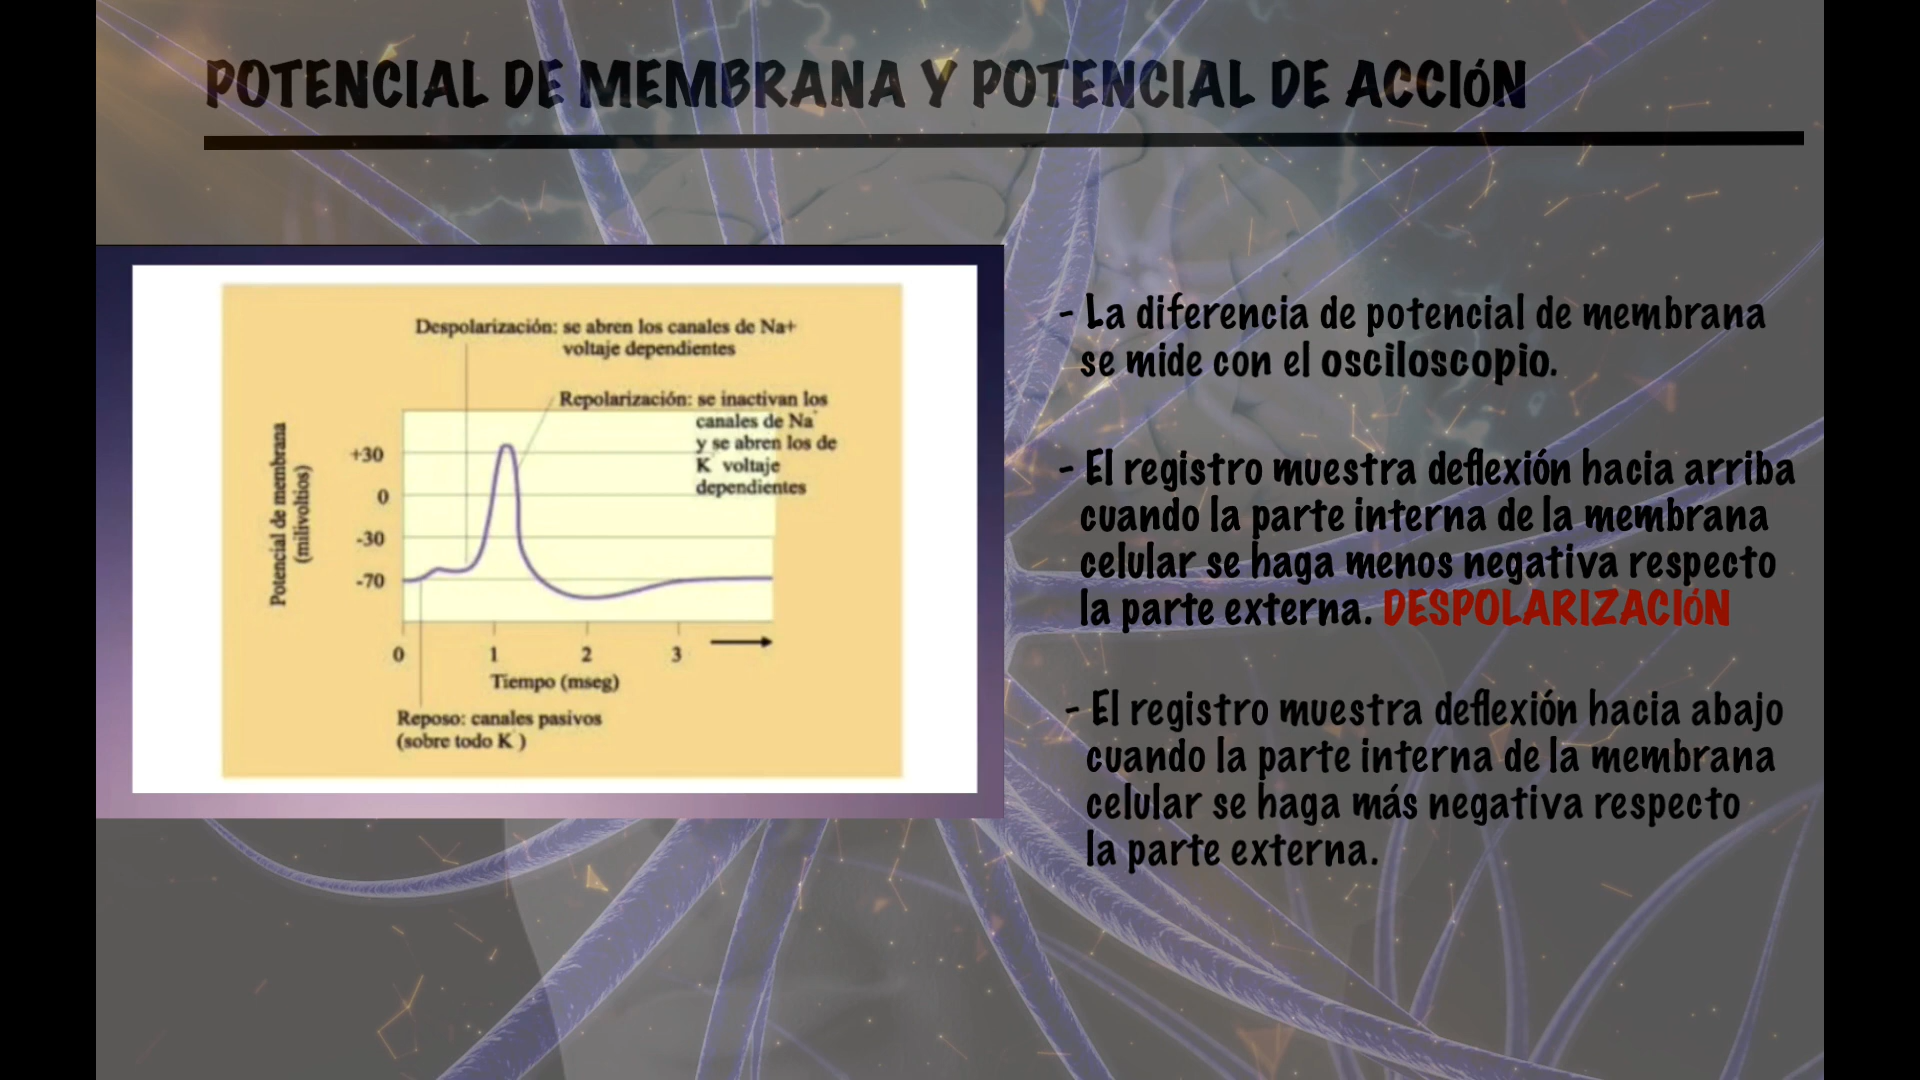 POTENCIAL DE MEMBRANA Y POTENCIAL DE ACCIÓN
Despolarización: se abren los canales de Na+
voltaje dependientes
Repolarización: se inactivan los
canales de Na+
y se abren los de
K voltaje
dependientes
Potencial de membrana
(milivoltios)
+30
0
-30
-70
0 1 2 3
Tiempo (mseg)
Reposo: canales pasivos
(sobre todo K )
- La diferencia de potencial de membrana
se mide con el osciloscopio.
- El registro muestra deflexión hacia arriba
cuando la parte interna de la membrana
celular se haga menos negativa respecto
la parte externa. DESPOLARIZACIÓN
- El registro muestra deflexión hacia abajo
cuando la parte interna de la membrana
celular se haga más negativa respecto
la parte externa.